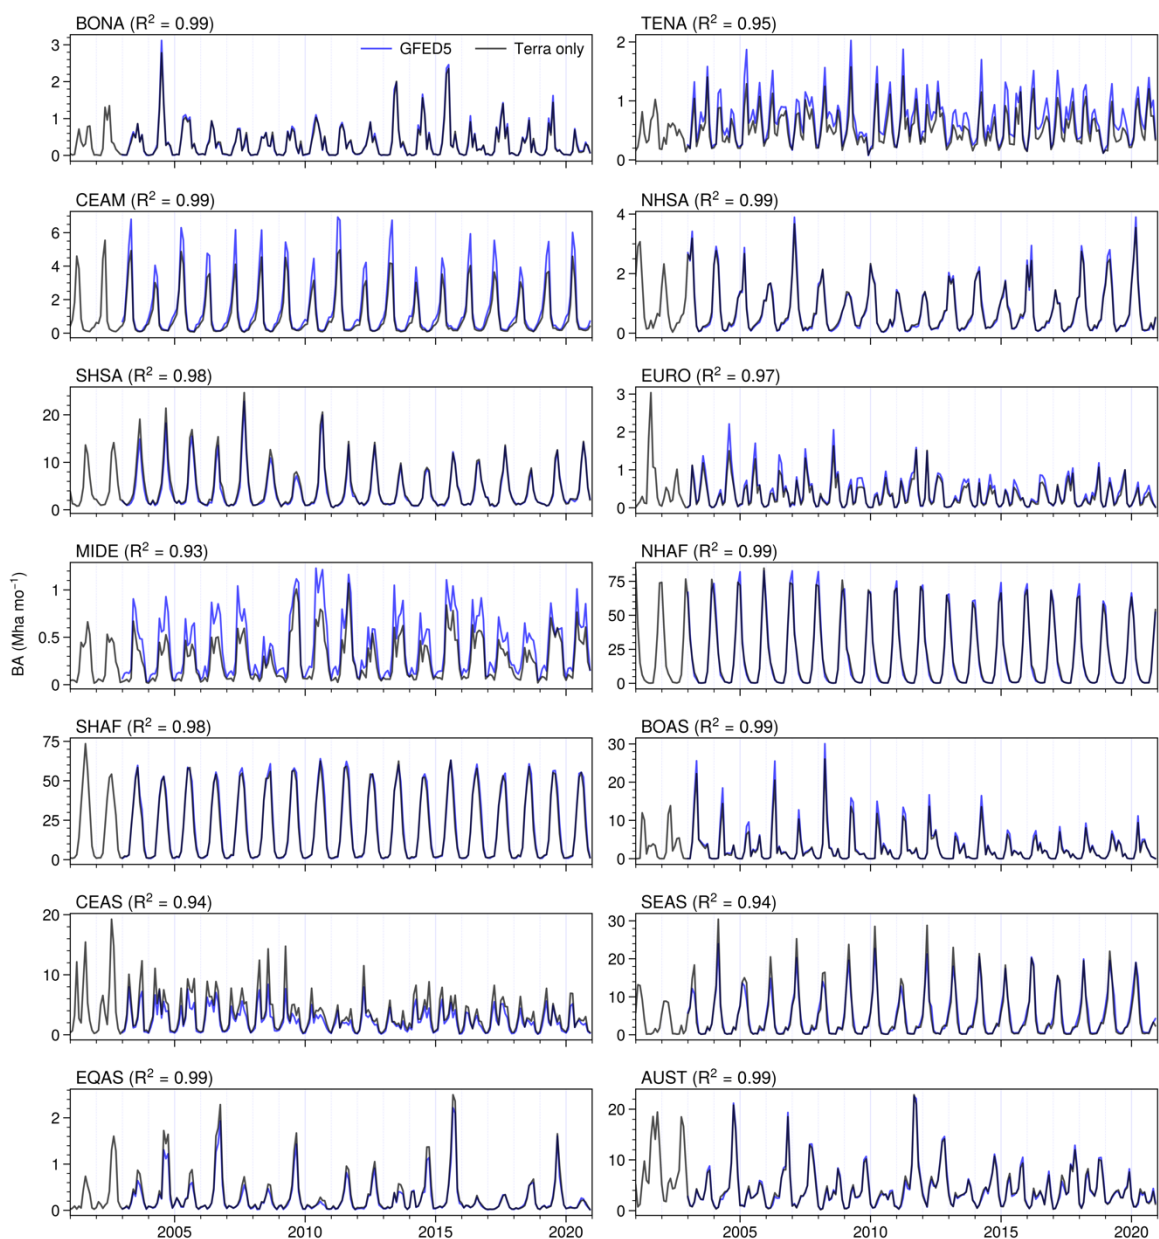 BONA (R² = 0.99)
3
2
1
0
GFED5
Terra only
TENA (R² = 0.95)
2
1
0
CEAM (R² = 0.99)
6
4
2
0
NHSA (R² = 0.99)
4
2
0
SHSA (R² = 0.98)
20
10
0
EURO (R² = 0.97)
3
2
1
0
BA (Mha mo⁻¹)
MIDE (R² = 0.93)
1
0.5
0
NHAF (R² = 0.99)
75
50
25
0
SHAF (R² = 0.98)
75
50
25
0
BOAS (R² = 0.99)
30
20
10
0
CEAS (R² = 0.94)
20
10
0
SEAS (R² = 0.94)
30
20
10
0
EQAS (R² = 0.99)
2
1
0
2005 2010 2015 2020
AUST (R² = 0.99)
20
10
0
2005 2010 2015 2020